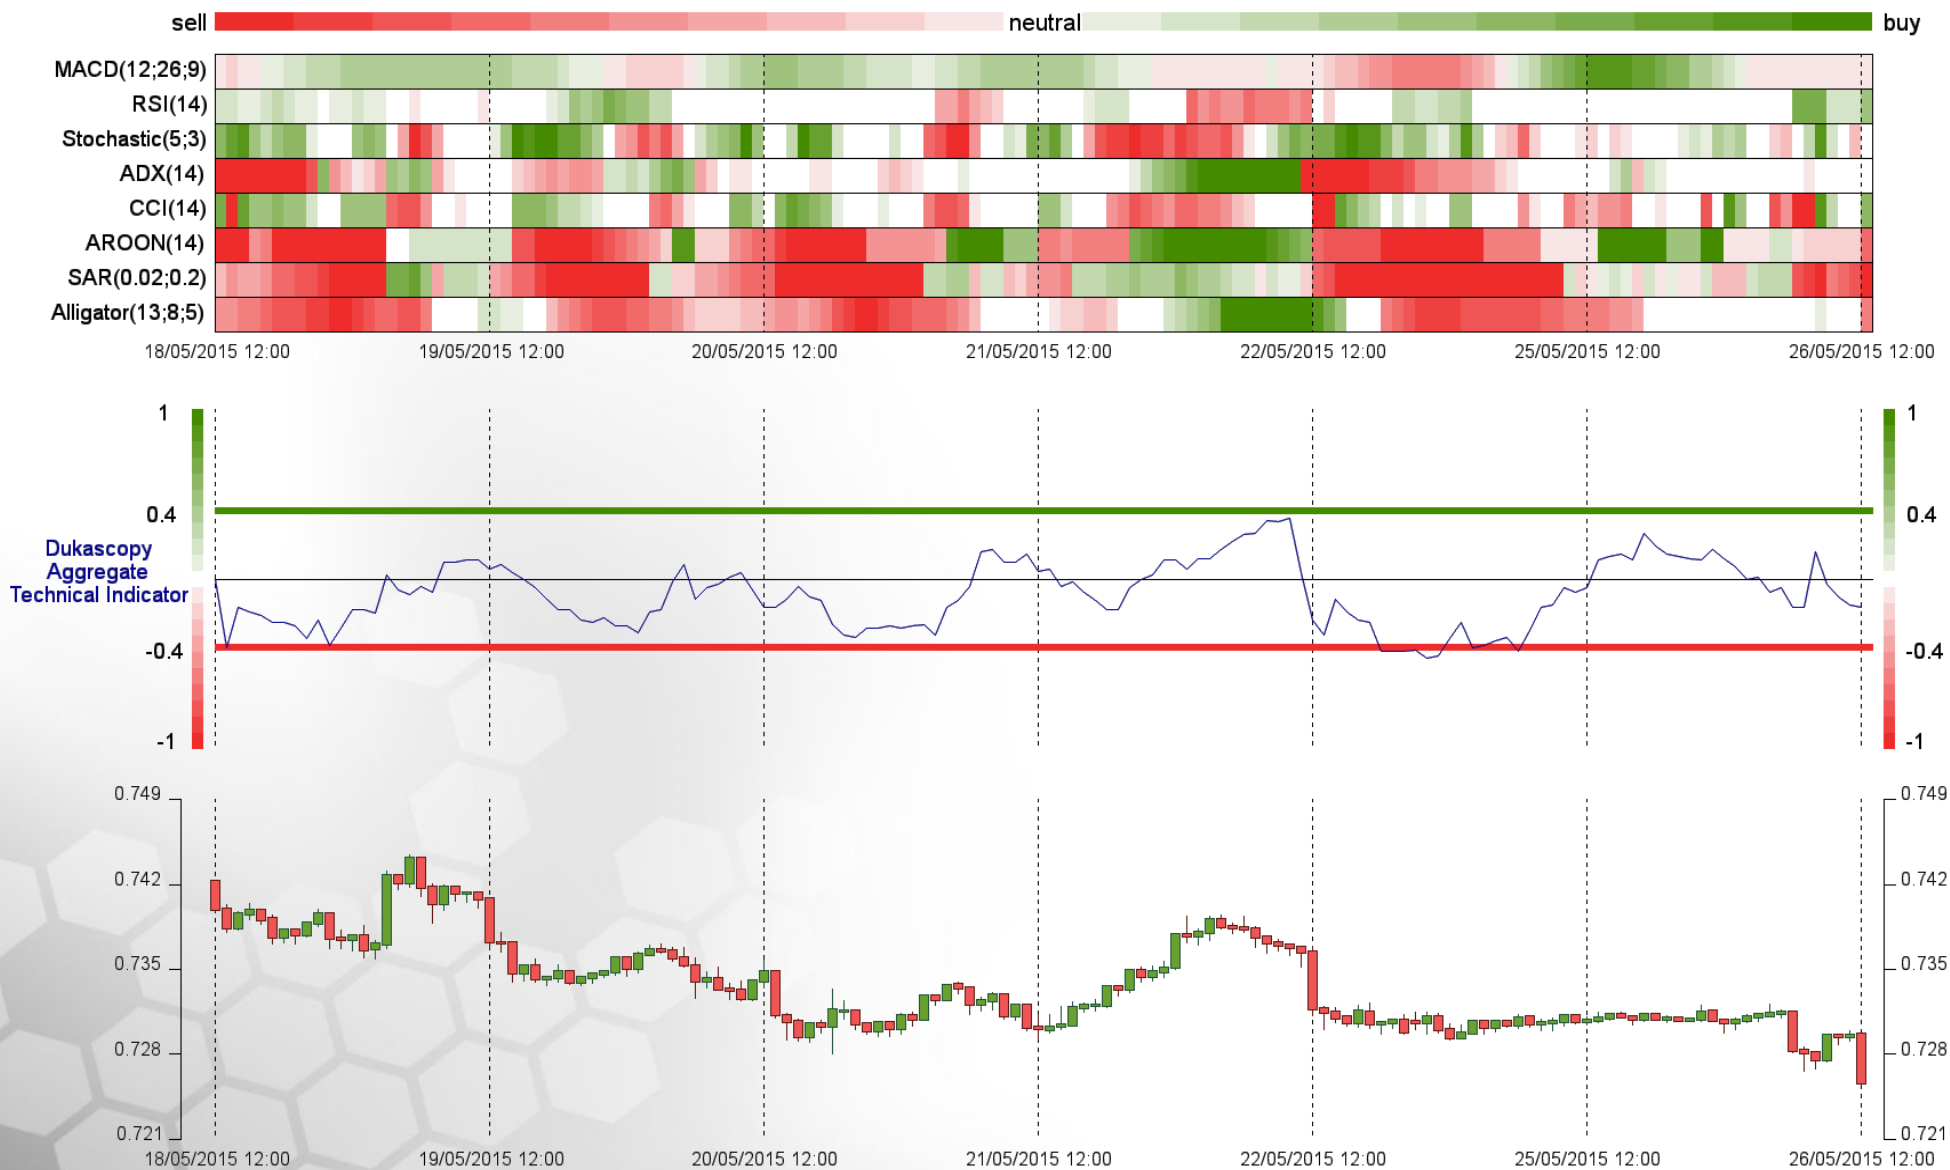 sell neutral buy
MACD(12;26;9)
RSI(14)
Stochastic(5;3)
ADX(14)
CCI(14)
AROON(14)
SAR(0.02;0.2)
Alligator(13;8;5)
18/05/2015 12:00 19/05/2015 12:00 20/05/2015 12:00 21/05/2015 12:00 22/05/2015 12:00 25/05/2015 12:00 26/05/2015 12:00
1 1
0.4 0.4
Dukascopy
Aggregate
Technical Indicator
-0.4 -0.4
-1 -1
0.749 0.749
0.742 0.742
0.735 0.735
0.728 0.728
0.721 0.721
18/05/2015 12:00 19/05/2015 12:00 20/05/2015 12:00 21/05/2015 12:00 22/05/2015 12:00 25/05/2015 12:00 26/05/2015 12:00